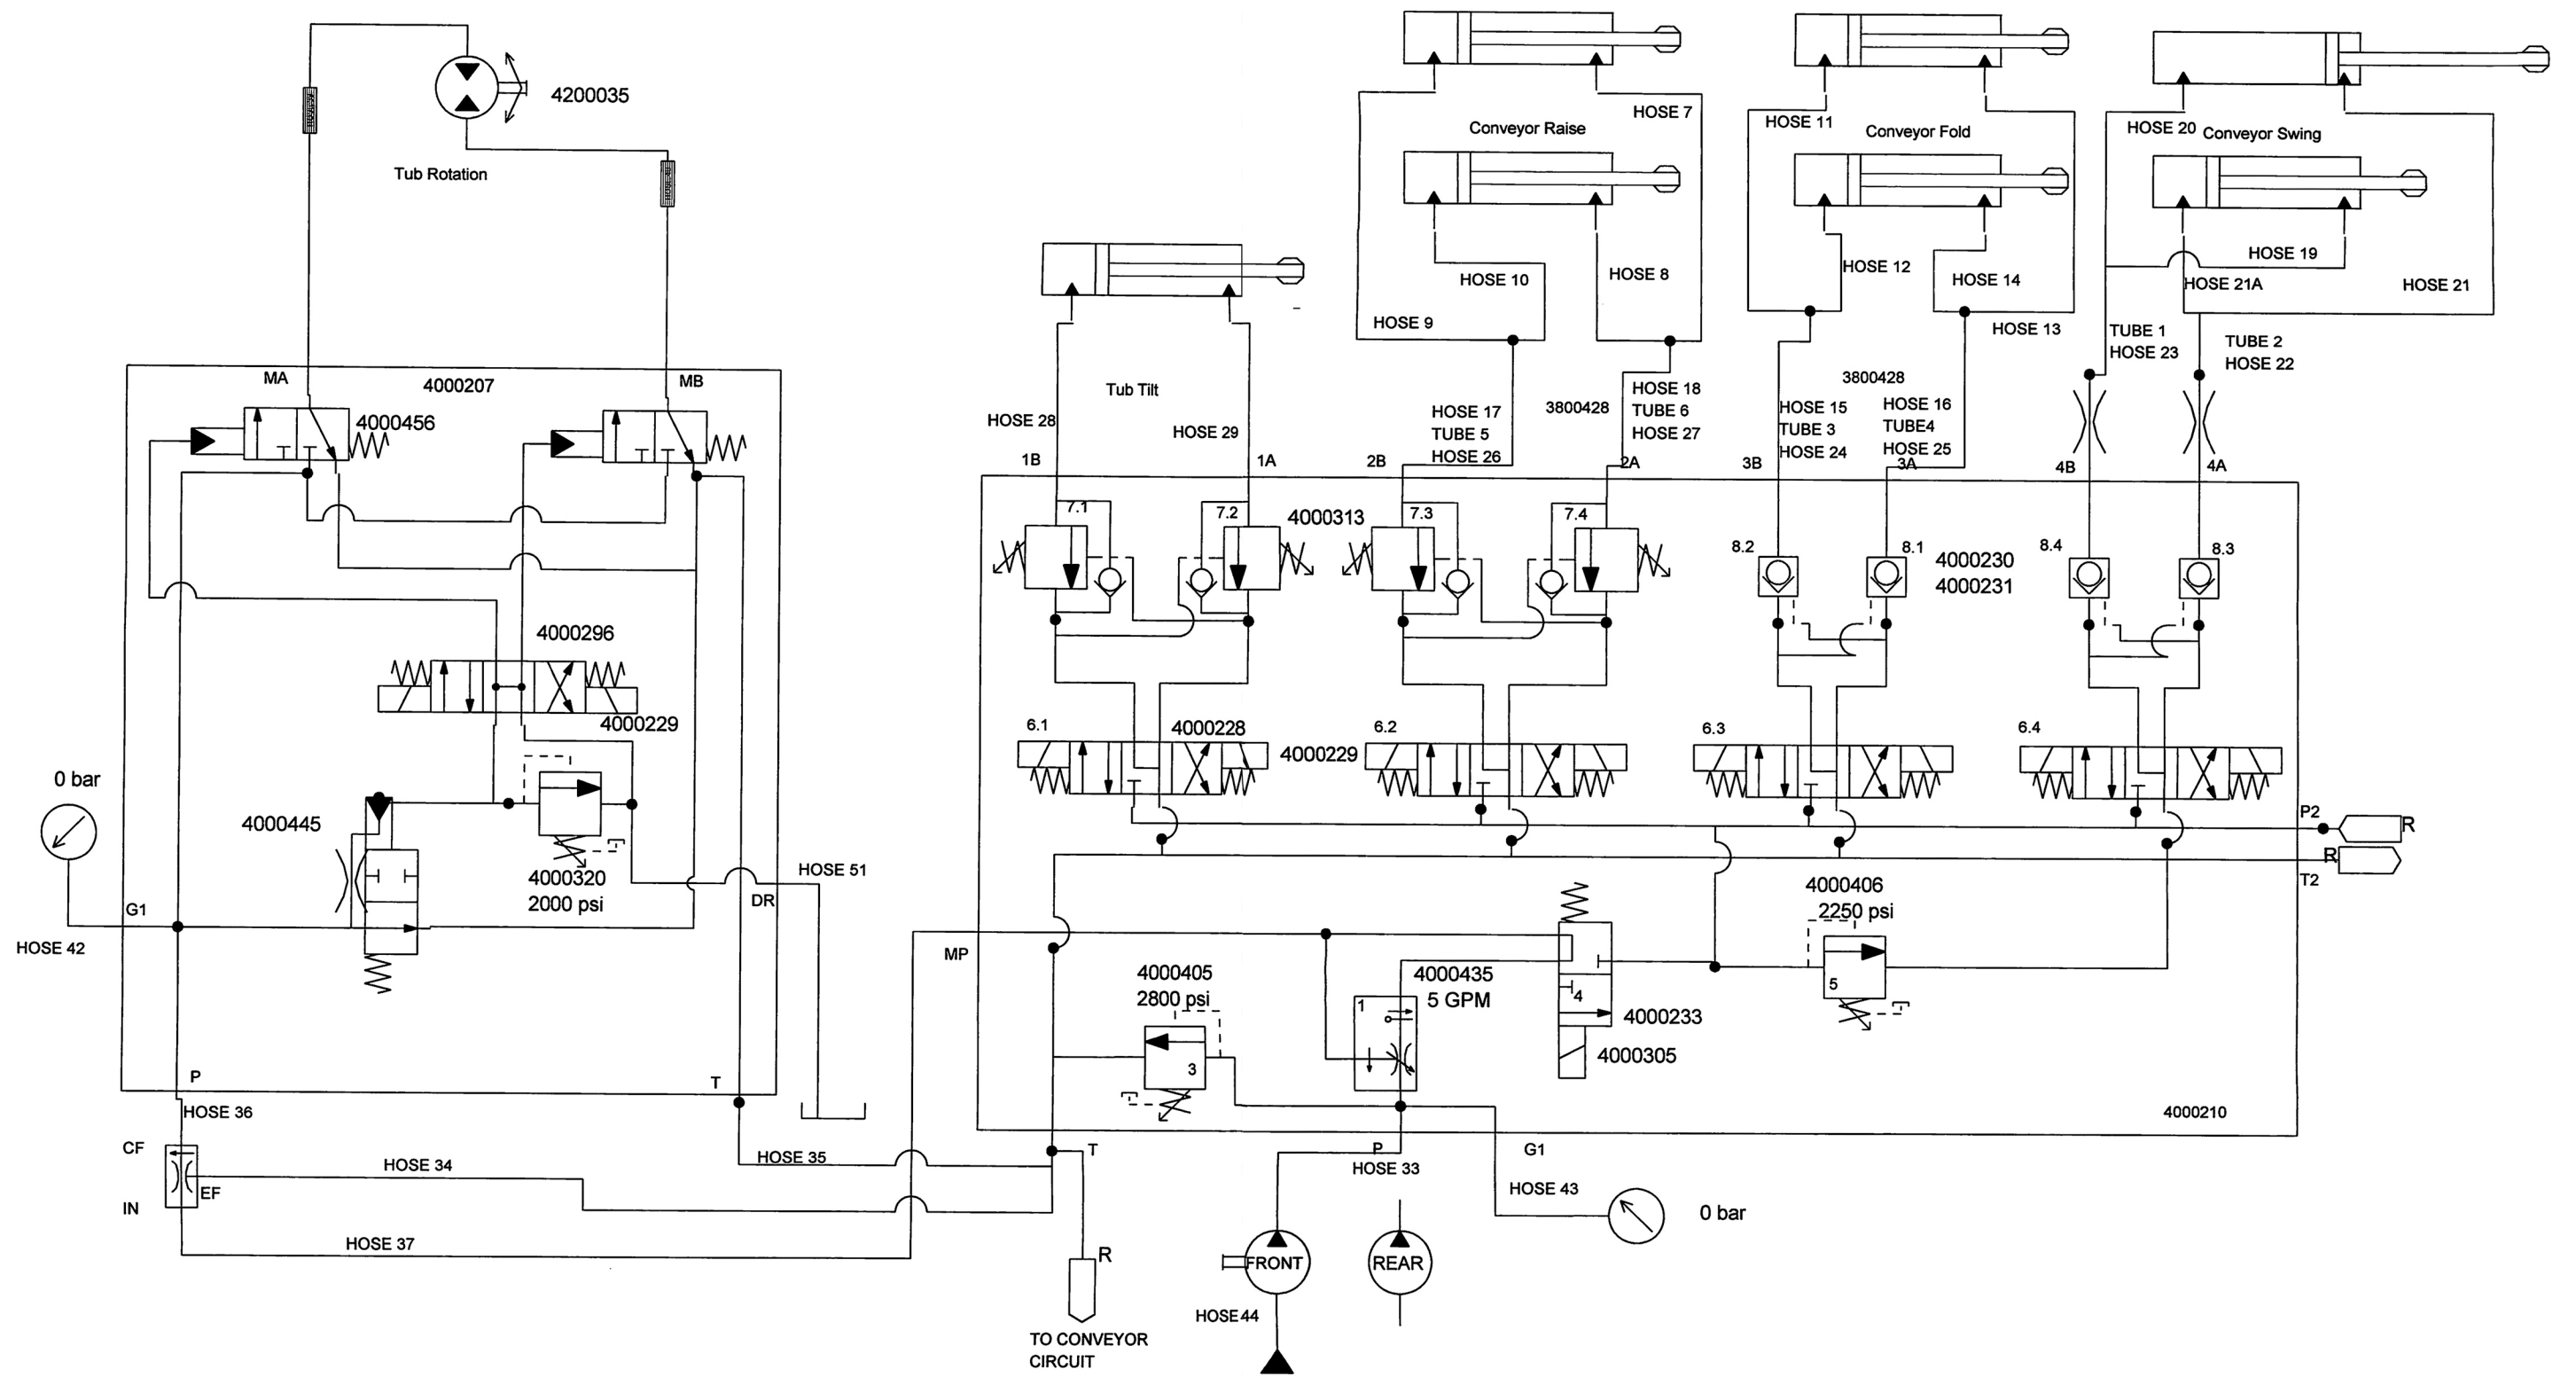 4200035
Tub Rotation
MA
4000207
MB
4000456
4000296
4000229
0 bar
4000445
4000320
2000 psi
HOSE 51
G1
DR
HOSE 42
P
T
HOSE 36
CF
HOSE 34
HOSE 35
EF
IN
HOSE 37
Tub Tilt
HOSE 28
HOSE 29
1B
1A
HOSE 7
Conveyor Raise
HOSE 10
HOSE 8
HOSE 9
HOSE 17
TUBE 5
HOSE 26
3800428
HOSE 18
TUBE 6
HOSE 27
2B
2A
HOSE 11
Conveyor Fold
HOSE 12
HOSE 14
HOSE 13
3800428
HOSE 15
TUBE 3
HOSE 24
HOSE 16
TUBE4
HOSE 25
3B
3A
HOSE 20
Conveyor Swing
HOSE 19
HOSE 21A
HOSE 21
TUBE 1
HOSE 23
TUBE 2
HOSE 22
4B
4A
7.1
7.2
4000313
7.3
7.4
8.2
8.1
4000230
4000231
8.4
8.3
6.1
4000228
4000229
6.2
6.3
6.4
P2
R
R
T2
MP
4000405
2800 psi
3
4000435
5 GPM
1
4
4000233
4000305
4000406
2250 psi
5
4000210
T
P
HOSE 33
G1
HOSE 43
0 bar
FRONT
REAR
HOSE 44
R
TO CONVEYOR
CIRCUIT